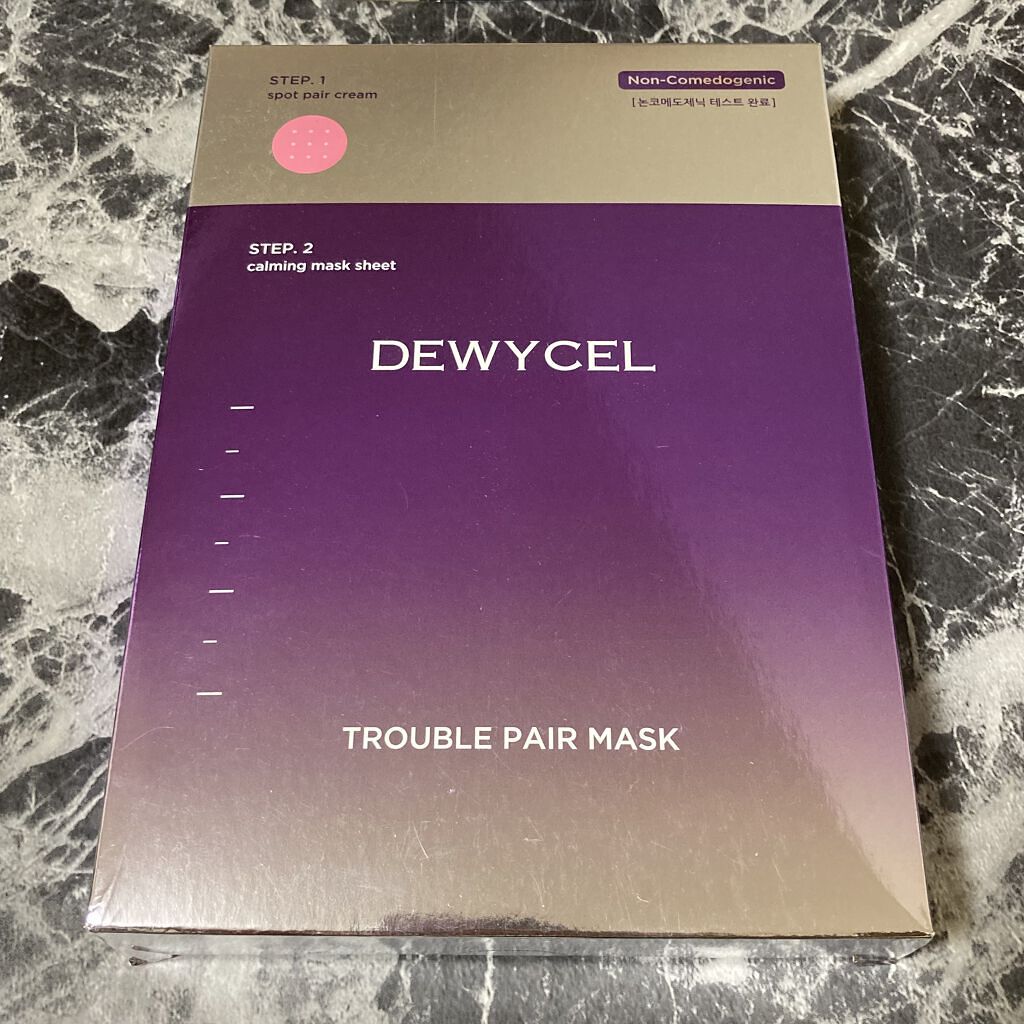 STEP. 1
spot pair cream
Non-Comedogenic
[논코메도제닉 테스트 완료]
STEP. 2
calming mask sheet
DEWYCEL
TROUBLE PAIR MASK